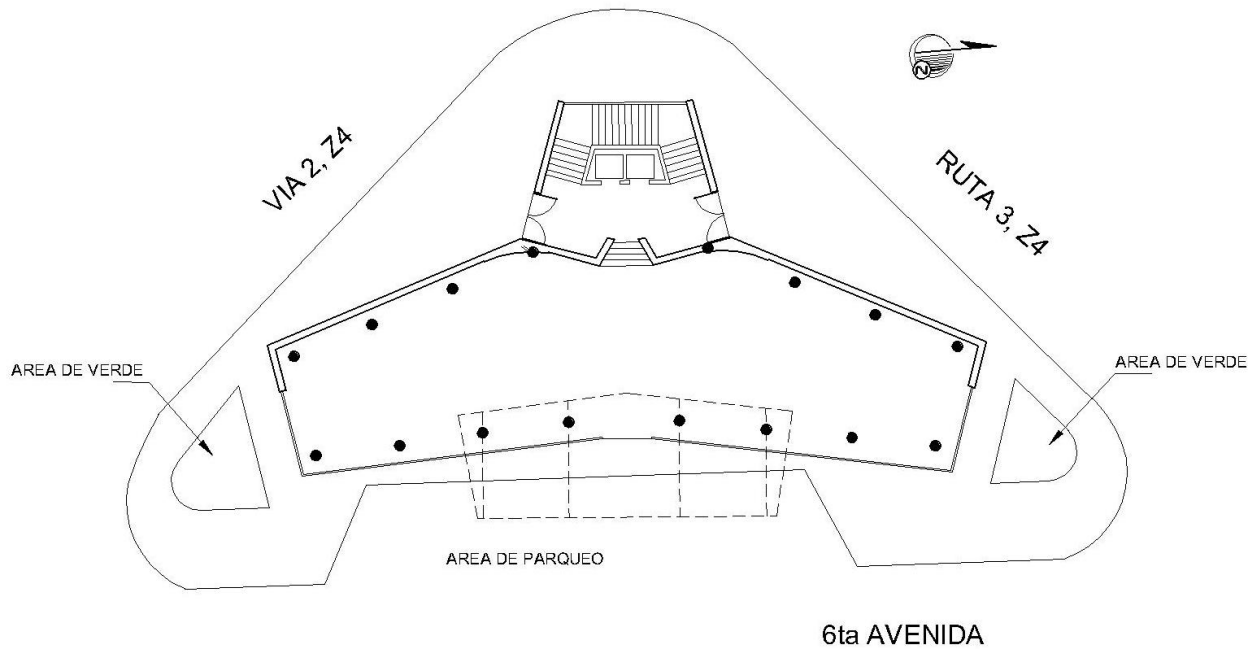 N
VIA 2, Z4
RUTA 3, Z4
AREA DE VERDE
AREA DE VERDE
AREA DE PARQUEO
6ta AVENIDA